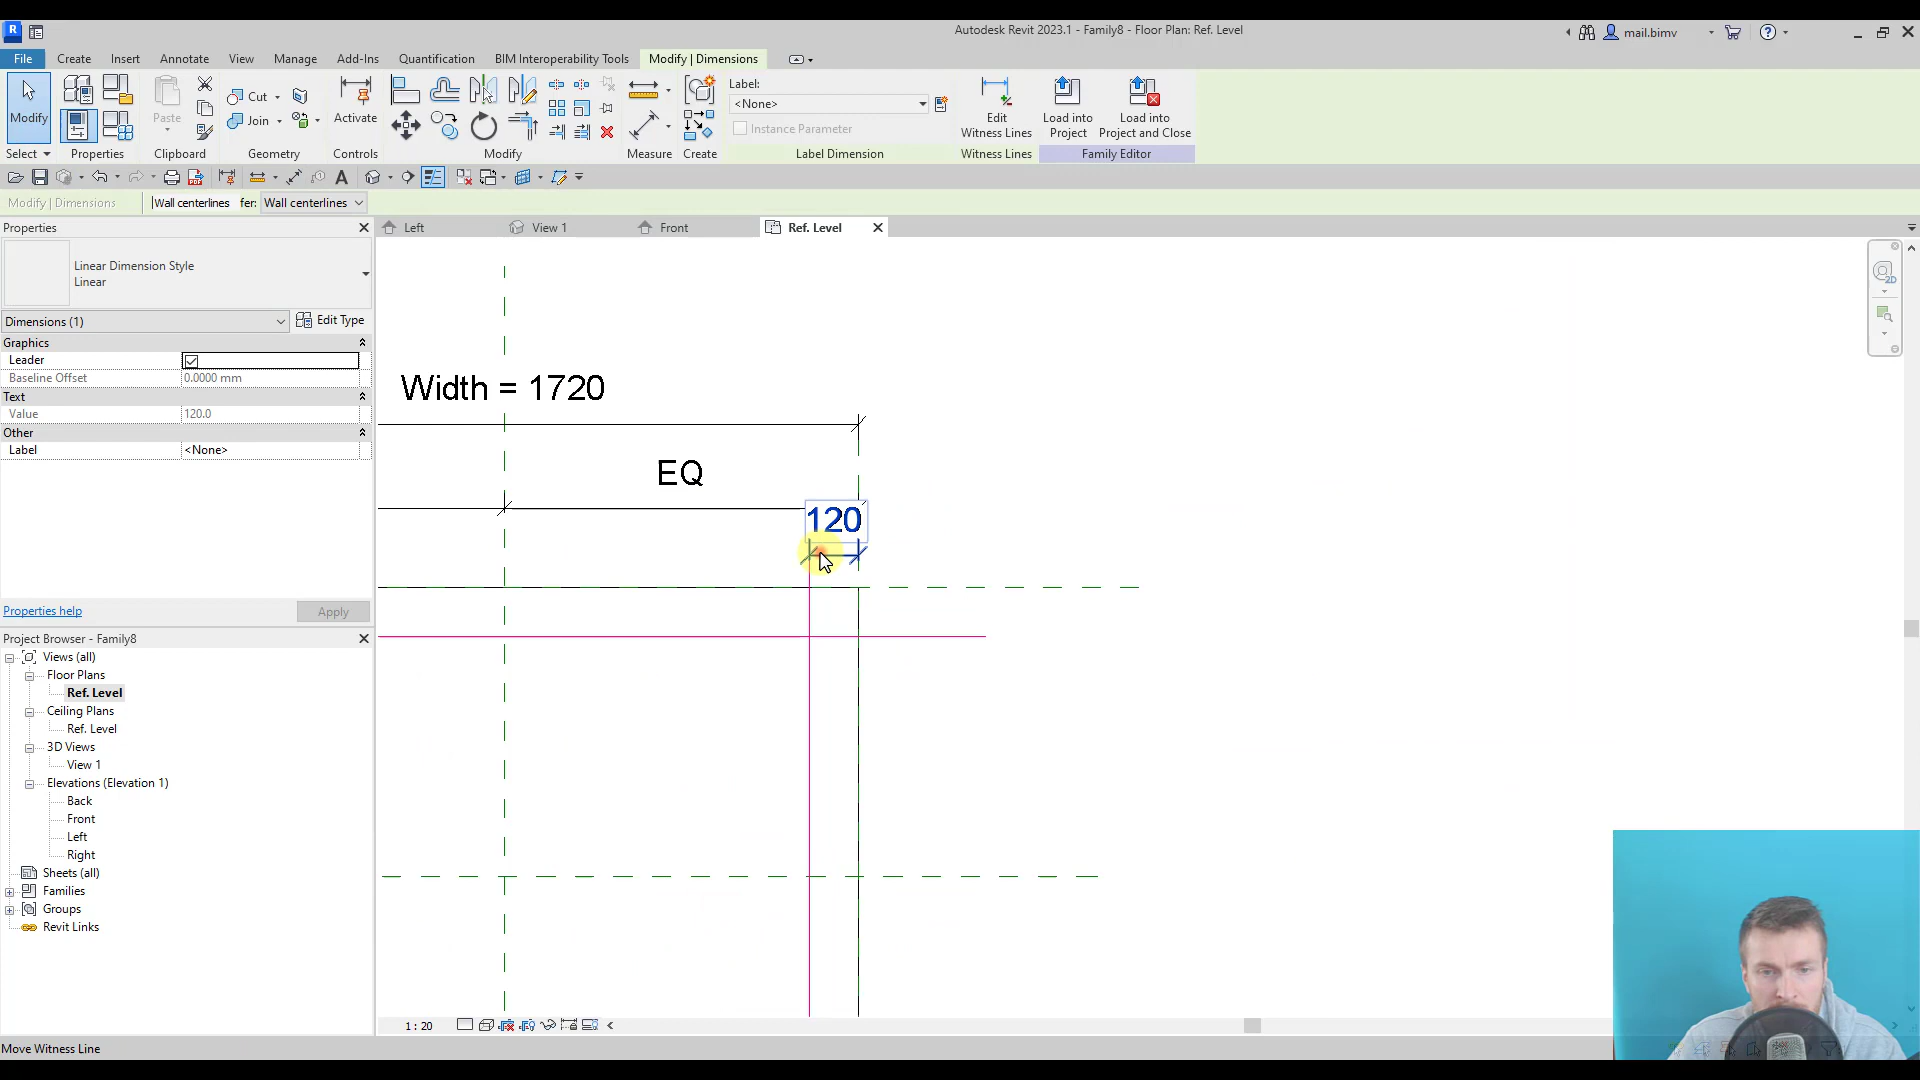 R
Autodesk Revit 2023.1 - Family8 - Floor Plan: Ref. Level
mail.bimv
File Create Insert Annotate View Manage Add-Ins Quantification BIM Interoperability Tools Modify | Dimensions
Modify
Paste
Cut
Join
Activate
Label:
<None>
Instance Parameter
Edit
Witness Lines
Load into
Project
Load into
Project and Close
Select Properties Clipboard Geometry Controls Modify Measure Create Label Dimension Witness Lines Family Editor
Modify | Dimensions Wall centerlines fer: Wall centerlines
Properties
Linear Dimension Style
Linear
Dimensions (1) Edit Type
Graphics
Leader
Baseline Offset 0.0000 mm
Text
Value 120.0
Other
Label <None>
Properties help Apply
Project Browser - Family8
Views (all)
Floor Plans
Ref. Level
Ceiling Plans
Ref. Level
3D Views
View 1
Elevations (Elevation 1)
Back
Front
Left
Right
Sheets (all)
Families
Groups
Revit Links
Left View 1 Front Ref. Level
Width = 1720
EQ
120
2D
1 : 20
Move Witness Line